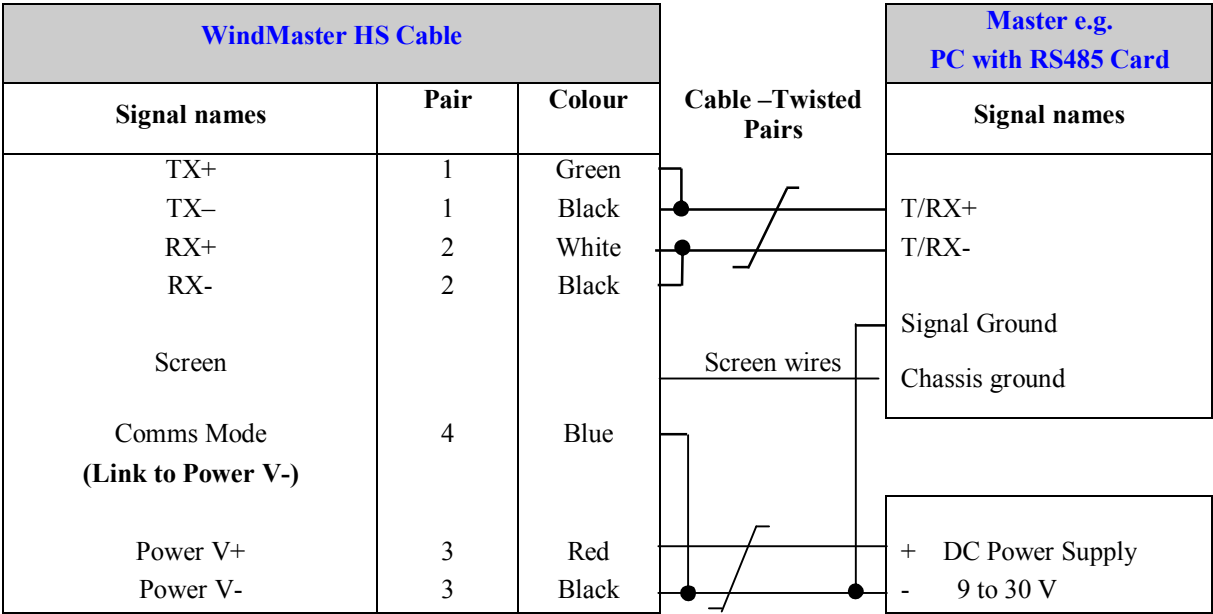 WindMaster HS Cable
Master e.g.
PC with RS485 Card
Signal names
Pair
Colour
Cable –Twisted
Pairs
Signal names
TX+ 1 Green
TX– 1 Black T/RX+
RX+ 2 White T/RX-
RX- 2 Black
Signal Ground
Screen Screen wires
Chassis ground
Comms Mode 4 Blue
(Link to Power V-)
Power V+ 3 Red + DC Power Supply
Power V- 3 Black - 9 to 30 V